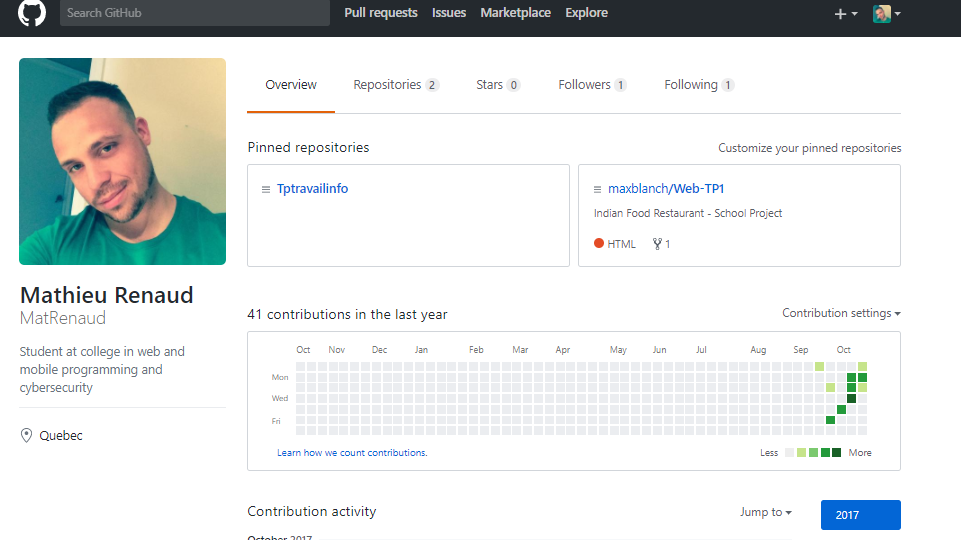 Search GitHub
Pull requests Issues Marketplace Explore
Overview Repositories 2 Stars 0 Followers 1 Following 1
Pinned repositories
Customize your pinned repositories
Tptravailinfo
maxblanch/Web-TP1
Indian Food Restaurant - School Project
HTML 1
Mathieu Renaud
MatRenaud
Student at college in web and
mobile programming and
cybersecurity
Quebec
41 contributions in the last year
Contribution settings
Oct Nov Dec Jan Feb Mar Apr May Jun Jul Aug Sep Oct
Mon
Wed
Fri
Learn how we count contributions.
Less More
Contribution activity
Jump to
2017
October 2017